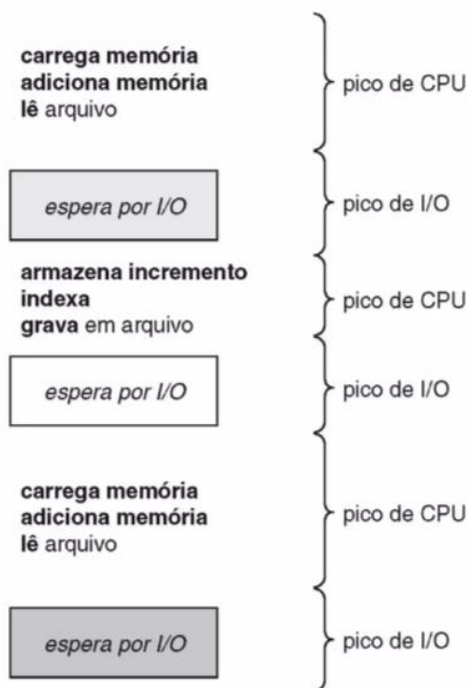 carrega memória
adiciona memória
lê arquivo
pico de CPU
espera por I/O
pico de I/O
armazena incremento
indexa
grava em arquivo
pico de CPU
espera por I/O
pico de I/O
carrega memória
adiciona memória
lê arquivo
pico de CPU
espera por I/O
pico de I/O